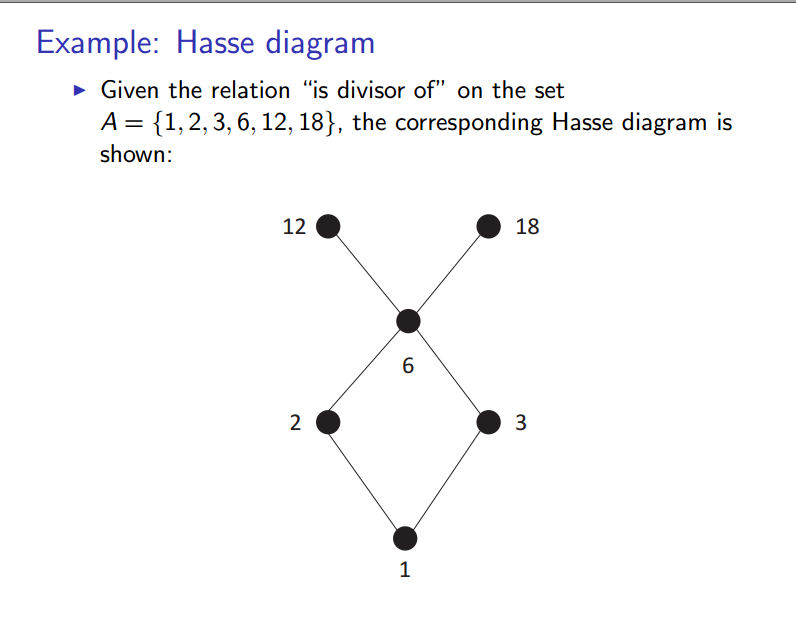 Example: Hasse diagram
▶ Given the relation “is divisor of” on the set
A = {1, 2, 3, 6, 12, 18}, the corresponding Hasse diagram is
shown:
12 18
6
2 3
1